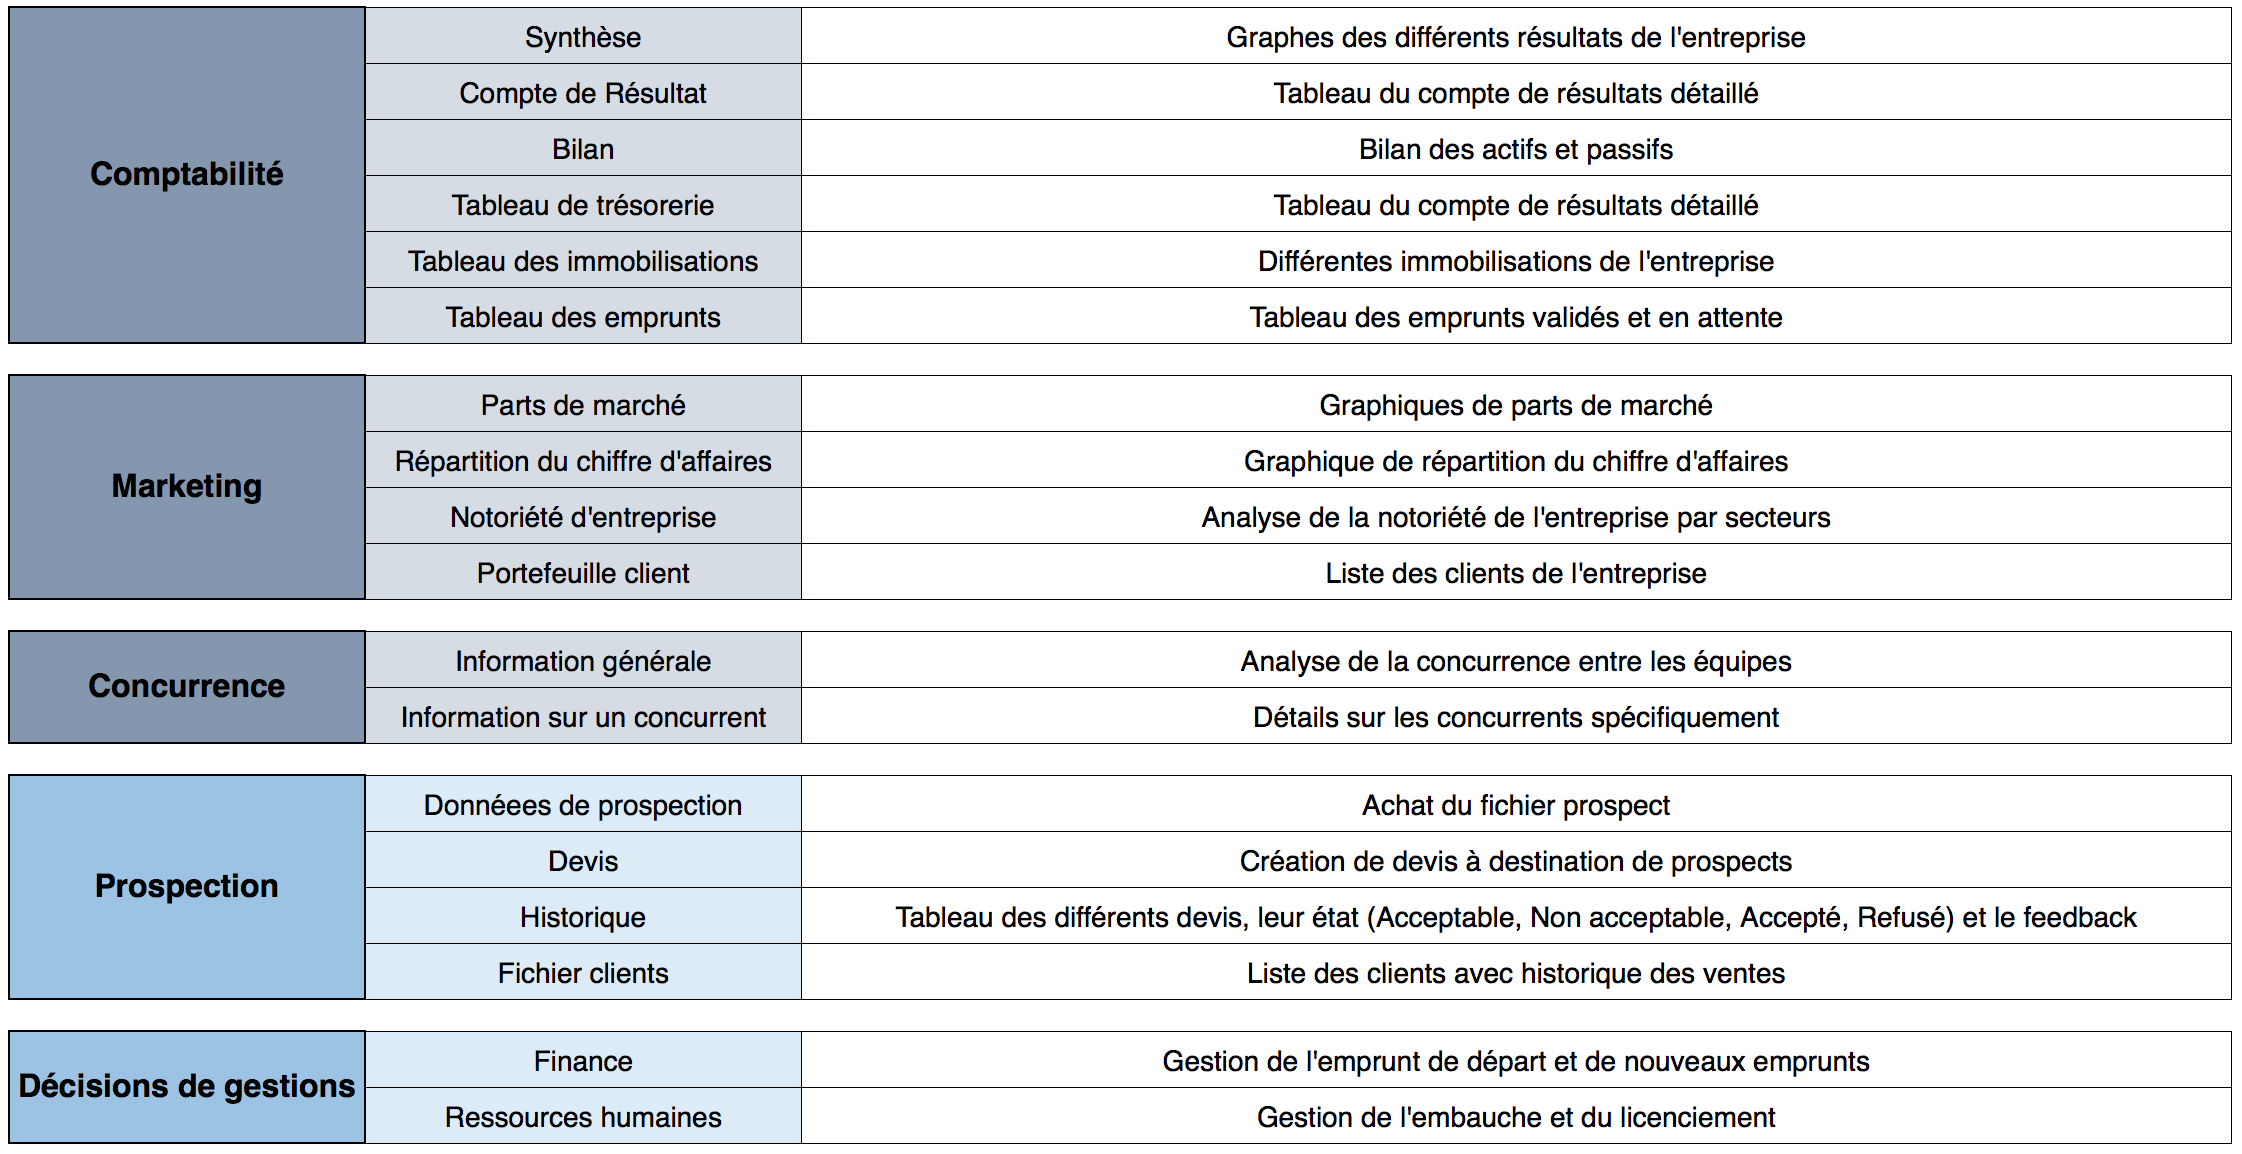 Comptabilité
Synthèse
Graphes des différents résultats de l'entreprise
Compte de Résultat
Tableau du compte de résultats détaillé
Bilan
Bilan des actifs et passifs
Tableau de trésorerie
Tableau du compte de résultats détaillé
Tableau des immobilisations
Différentes immobilisations de l'entreprise
Tableau des emprunts
Tableau des emprunts validés et en attente
Marketing
Parts de marché
Graphiques de parts de marché
Répartition du chiffre d'affaires
Graphique de répartition du chiffre d'affaires
Notoriété d'entreprise
Analyse de la notoriété de l'entreprise par secteurs
Portefeuille client
Liste des clients de l'entreprise
Concurrence
Information générale
Analyse de la concurrence entre les équipes
Information sur un concurrent
Détails sur les concurrents spécifiquement
Prospection
Donnéees de prospection
Achat du fichier prospect
Devis
Création de devis à destination de prospects
Historique
Tableau des différents devis, leur état (Acceptable, Non acceptable, Accepté, Refusé) et le feedback
Fichier clients
Liste des clients avec historique des ventes
Décisions de gestions
Finance
Gestion de l'emprunt de départ et de nouveaux emprunts
Ressources humaines
Gestion de l'embauche et du licenciement